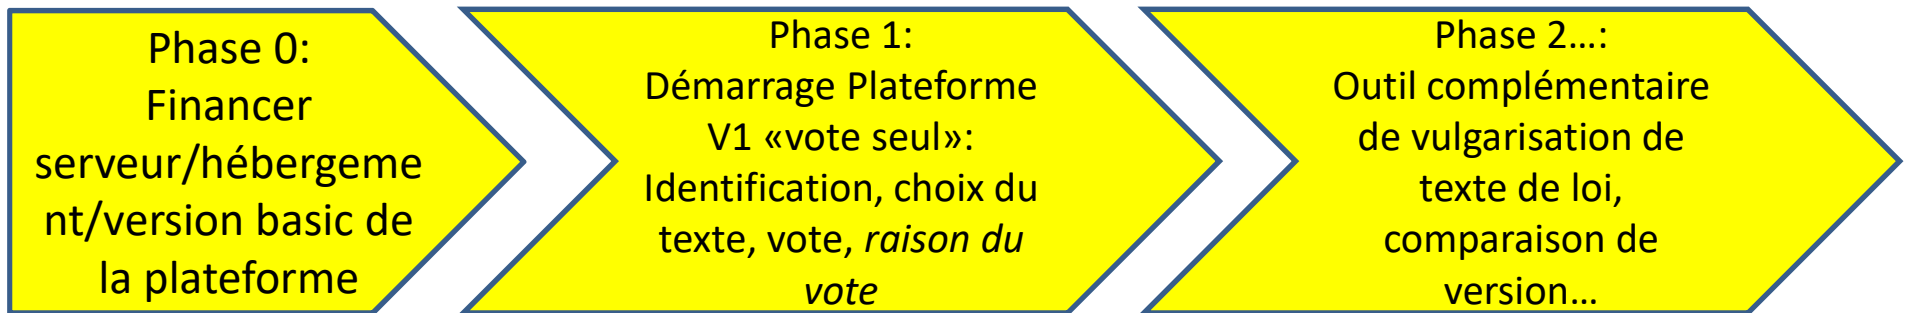 Phase 0:
Financer
serveur/hébergeme
nt/version basic de
la plateforme
Phase 1:
Démarrage Plateforme
V1 «vote seul»:
Identification, choix du
texte, vote, raison du
vote
Phase 2...:
Outil complémentaire
de vulgarisation de
texte de loi,
comparaison de
version...